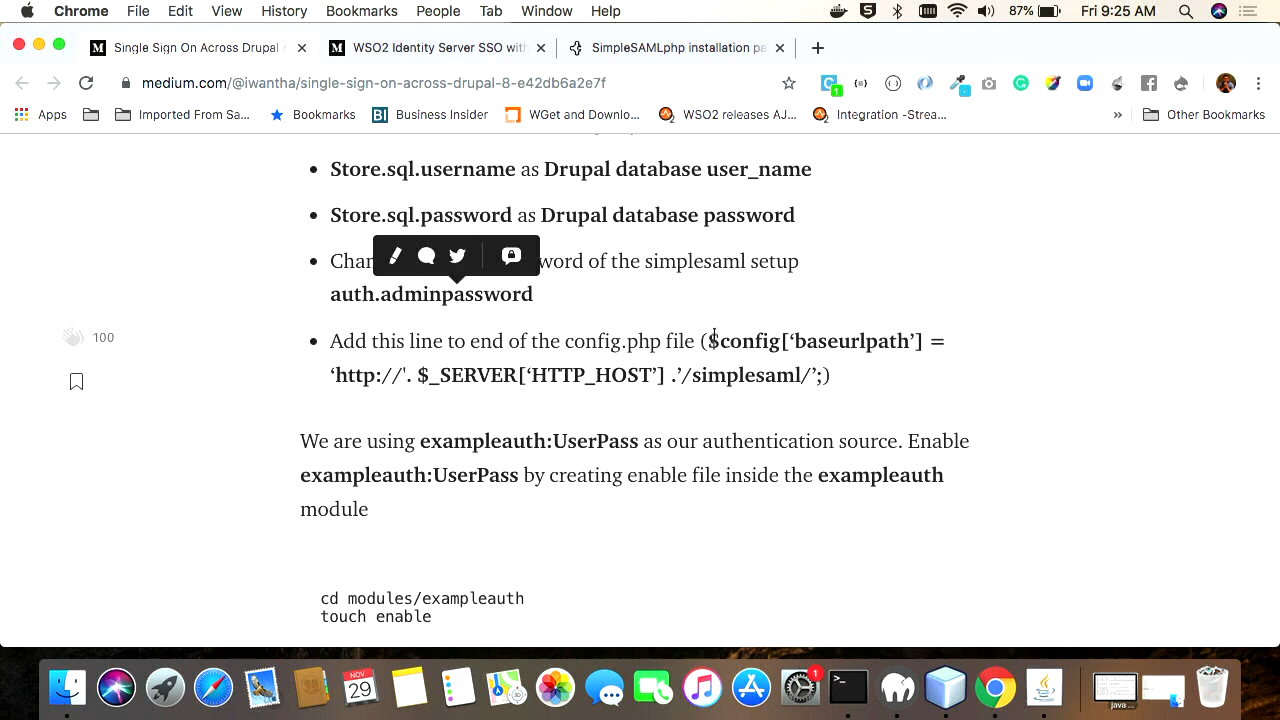 Chrome File Edit View History Bookmarks People Tab Window Help 87% Fri 9:25 AM
Single Sign On Across Drupal WSO2 Identity Server SSO with SimpleSAMLphp installation pa
medium.com/@iwantha/single-sign-on-across-drupal-8-e42db6a2e7f
Apps Imported From Sa... Bookmarks Business Insider WGet and Downlo... WSO2 releases AJ... Integration -Strea... » Other Bookmarks
• Store.sql.username as Drupal database user_name
• Store.sql.password as Drupal database password
• Char word of the simplesaml setup
auth.adminpassword
• Add this line to end of the config.php file ($config[‘baseurlpath’] =
‘http://'. $_SERVER[‘HTTP_HOST’] .’/simplesaml/’;)
100
We are using exampleauth:UserPass as our authentication source. Enable
exampleauth:UserPass by creating enable file inside the exampleauth
module
cd modules/exampleauth
touch enable
NOV
29
1
java ...